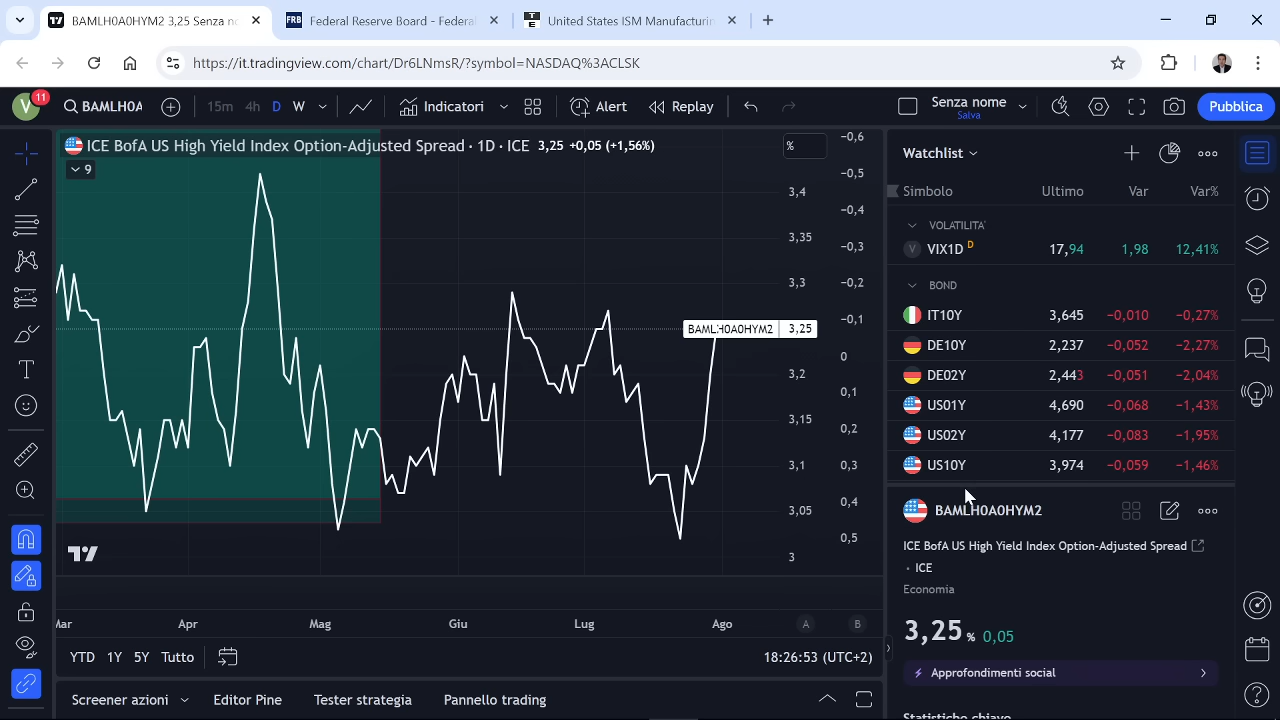 BAMLH0A0HYM2 3,25 Senza no
Federal Reserve Board - Federal
United States ISM Manufacturin
https://it.tradingview.com/chart/Dr6LNmsR/?symbol=NASDAQ%3ACLSK
V 11 BAMLH0A 15m 4h D W Indicatori Alert Replay Senza nome Pubblica
Salva
ICE BofA US High Yield Index Option-Adjusted Spread · 1D · ICE 3,25 +0,05 (+1,56%)
9
%
−0,6
−0,5
3,4
−0,4
3,35
−0,3
3,3
−0,2
−0,1
BAMLH0A0HYM2 3,25
0
3,2
0,1
3,15
0,2
3,1
0,3
3,05
0,4
0,5
3
Mar Apr Mag Giu Lug Ago A B
YTD 1Y 5Y Tutto 18:26:53 (UTC+2)
Screener azioni Editor Pine Tester strategia Pannello trading
Watchlist
Simbolo Ultimo Var Var%
VOLATILITA'
V VIX1D D 17,94 1,98 12,41%
BOND
IT10Y 3,645 −0,010 −0,27%
DE10Y 2,237 −0,052 −2,27%
DE02Y 2,443 −0,051 −2,04%
US01Y 4,690 −0,068 −1,43%
US02Y 4,177 −0,083 −1,95%
US10Y 3,974 −0,059 −1,46%
BAMLH0A0HYM2
ICE BofA US High Yield Index Option-Adjusted Spread
· ICE
Economia
3,25 % 0,05
Approfondimenti social
Statistiche chiave